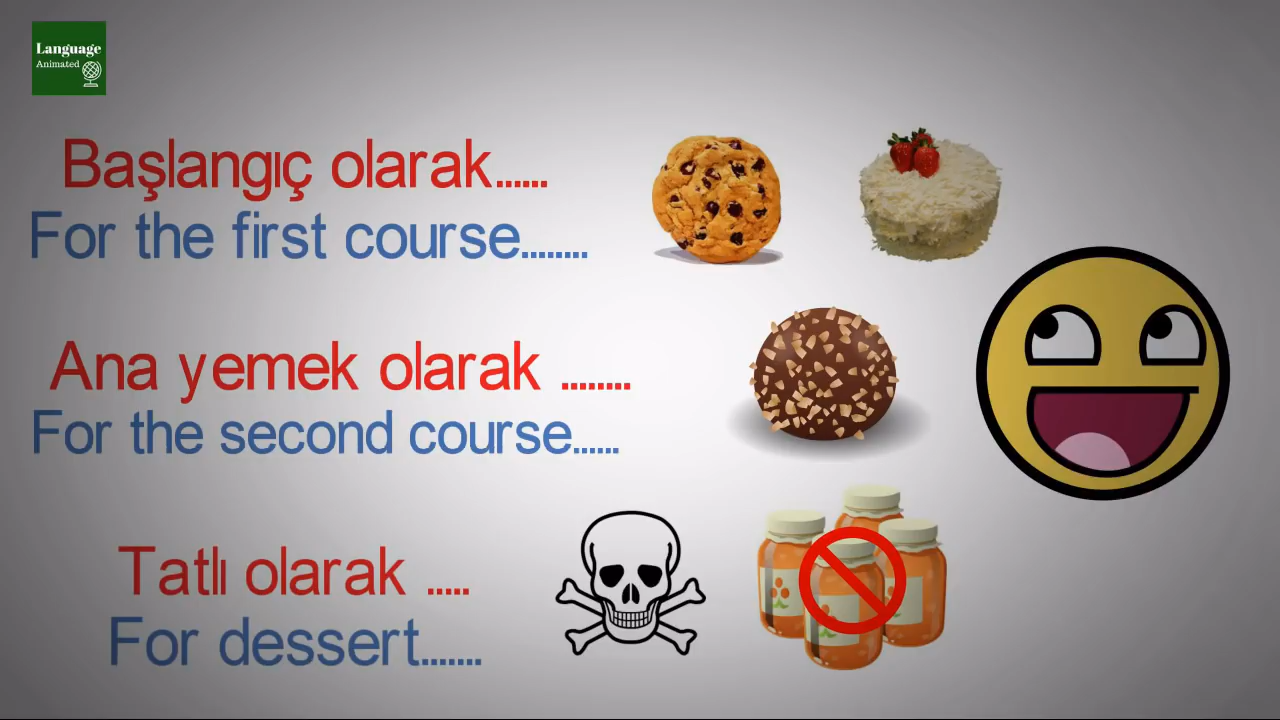 Language
Animated
Başlangıç olarak......
For the first course........
Ana yemek olarak ........
For the second course......
Tatlı olarak .....
For dessert.......